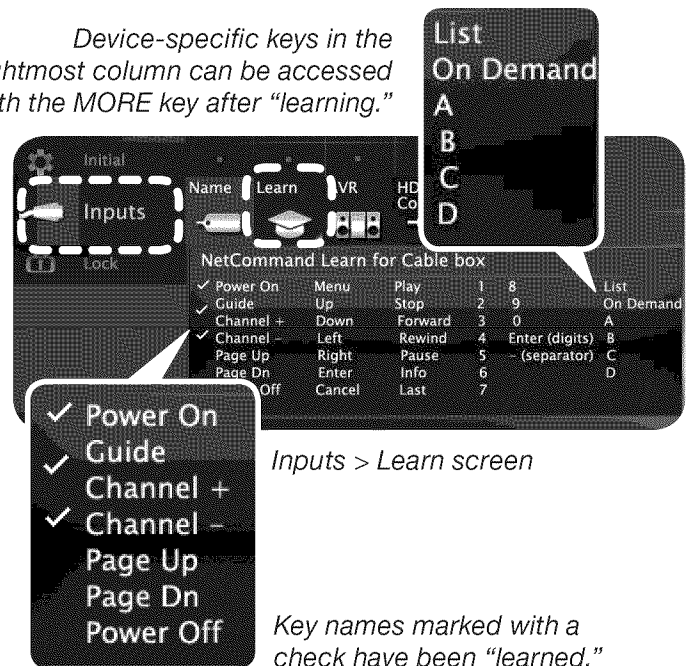 Device-specific keys in the
ghtmost column can be accessed
th the MORE key after “learning.”
List
On Demand
A
B
C
D
Initial
Inputs
Lock
Name Learn VR HD
Co
NetCommand Learn for Cable box
✓ Power On Menu Play 1 8 List
✓ Guide Up Stop 2 9 On Demand
Channel + Down Forward 3 0 A
✓ Channel – Left Rewind 4 Enter (digits) B
Page Up Right Pause 5 – (separator) C
Page Dn Enter Info 6 D
Off Cancel Last 7
✓ Power On
✓ Guide
Channel +
✓ Channel –
Page Up
Page Dn
Power Off
Inputs > Learn screen
Key names marked with a
check have been “learned.”